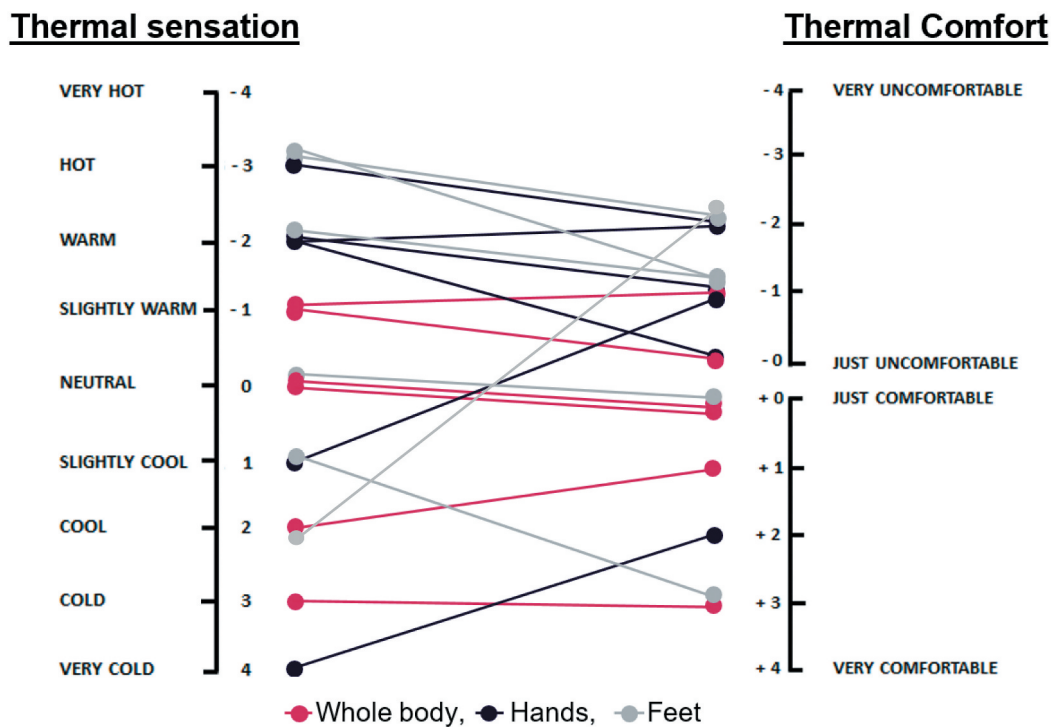 Thermal sensation Thermal Comfort
VERY HOT - 4 - 4 VERY UNCOMFORTABLE
- 3
HOT - 3
WARM - 2 - 2
SLIGHTLY WARM - 1 - 1
- 0 JUST UNCOMFORTABLE
NEUTRAL 0 + 0 JUST COMFORTABLE
SLIGHTLY COOL 1 + 1
COOL 2 + 2
COLD 3 + 3
VERY COLD 4 + 4 VERY COMFORTABLE
Whole body, Hands, Feet